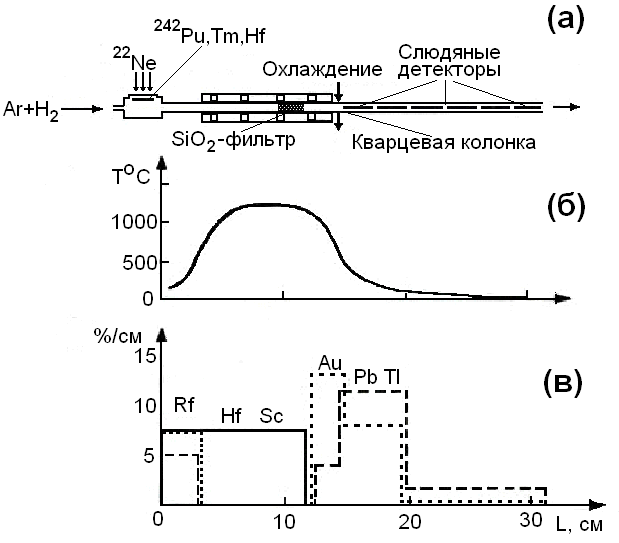 (а)
²⁴²Pu,Tm,Hf
²²Ne
Охлаждение
Слюдяные
детекторы
Ar+H₂
SiO₂-фильтр
Кварцевая колонка
T°C
(б)
1000
500
0
%/см
15
(в)
Au
Pb Tl
10
Rf
Hf
Sc
5
0
10
20
30
L, см